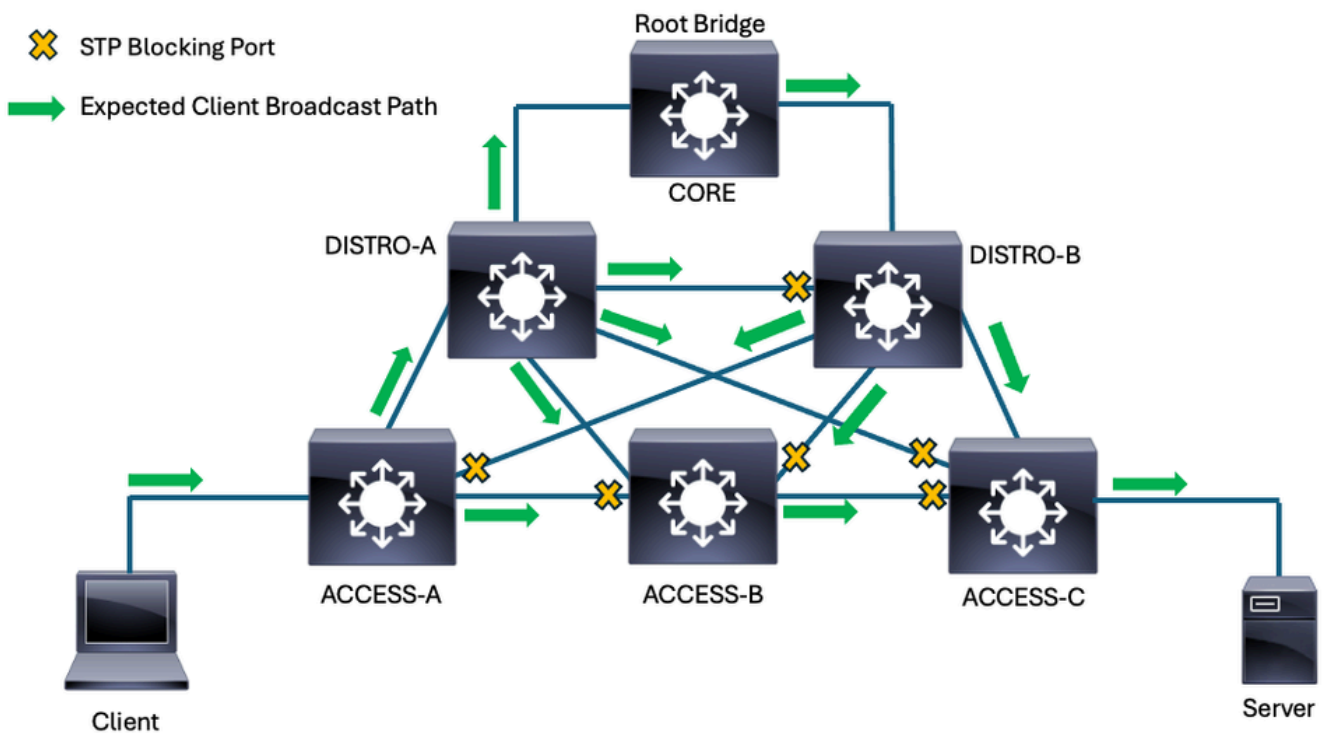 Root Bridge
STP Blocking Port
Expected Client Broadcast Path
CORE
DISTRO-A
DISTRO-B
ACCESS-A
ACCESS-B
ACCESS-C
Client
Server